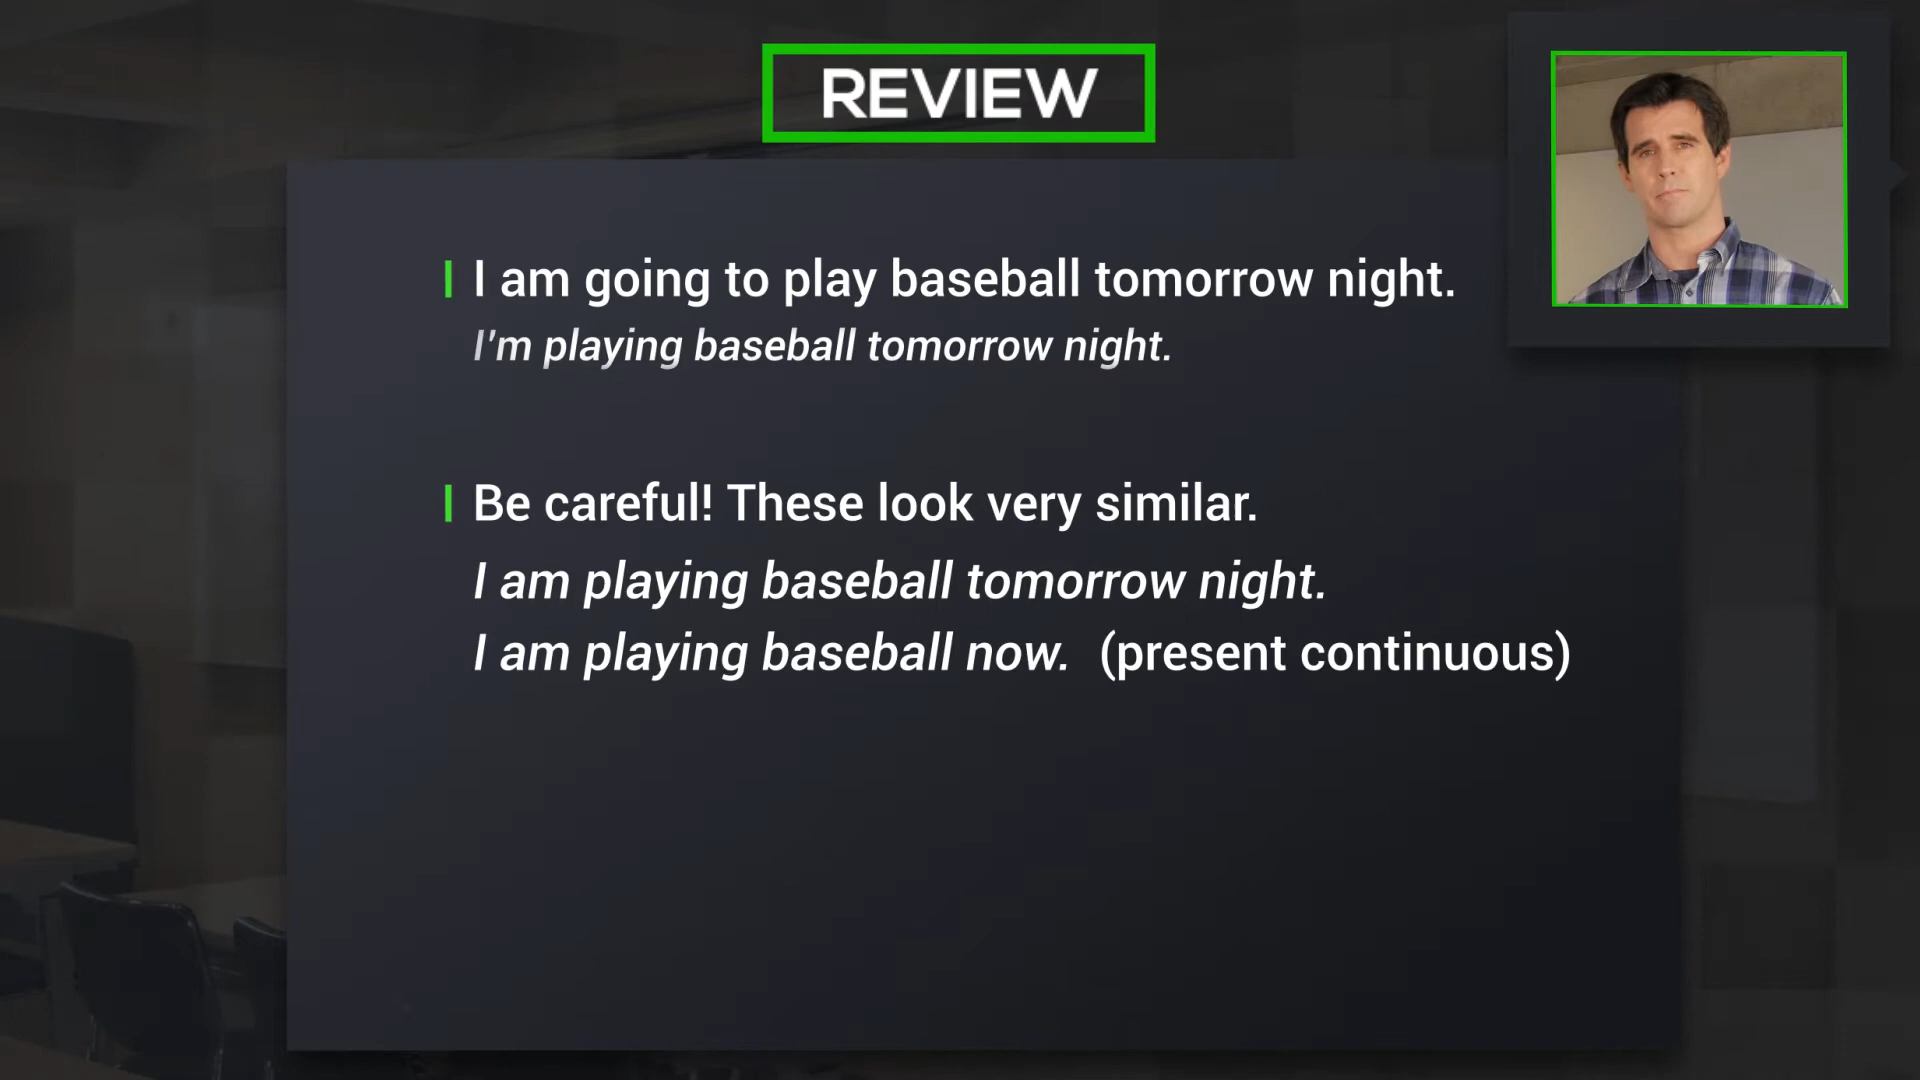 REVIEW
I am going to play baseball tomorrow night.
I'm playing baseball tomorrow night.
Be careful! These look very similar.
I am playing baseball tomorrow night.
I am playing baseball now. (present continuous)